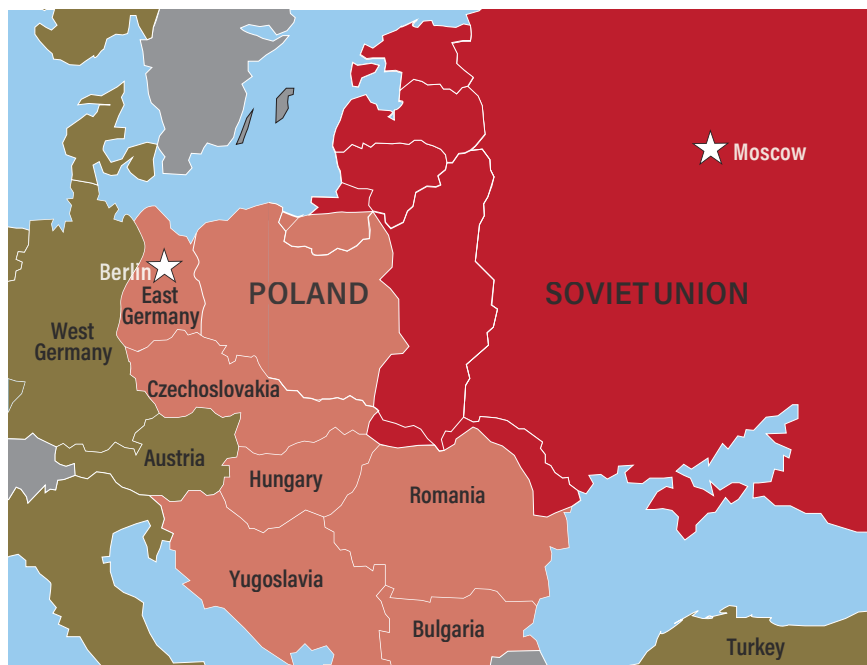 Moscow
Berlin
East
Germany
POLAND
SOVIET UNION
West
Germany
Czechoslovakia
Austria
Hungary
Romania
Yugoslavia
Bulgaria
Turkey